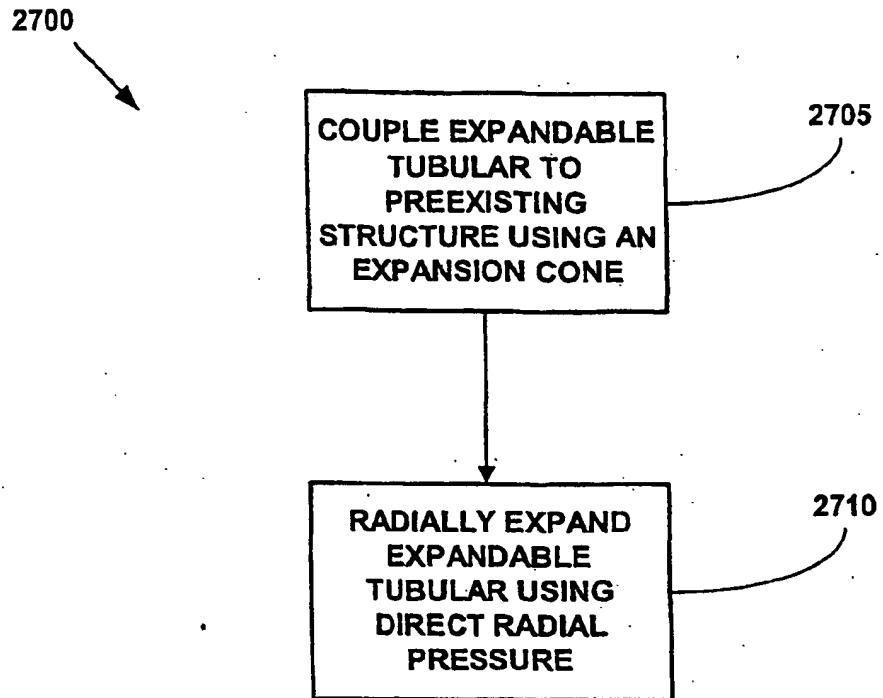 2700
COUPLE EXPANDABLE
TUBULAR TO
PREEXISTING
STRUCTURE USING AN
EXPANSION CONE
2705
RADIALLY EXPAND
EXPANDABLE
TUBULAR USING
DIRECT RADIAL
PRESSURE
2710